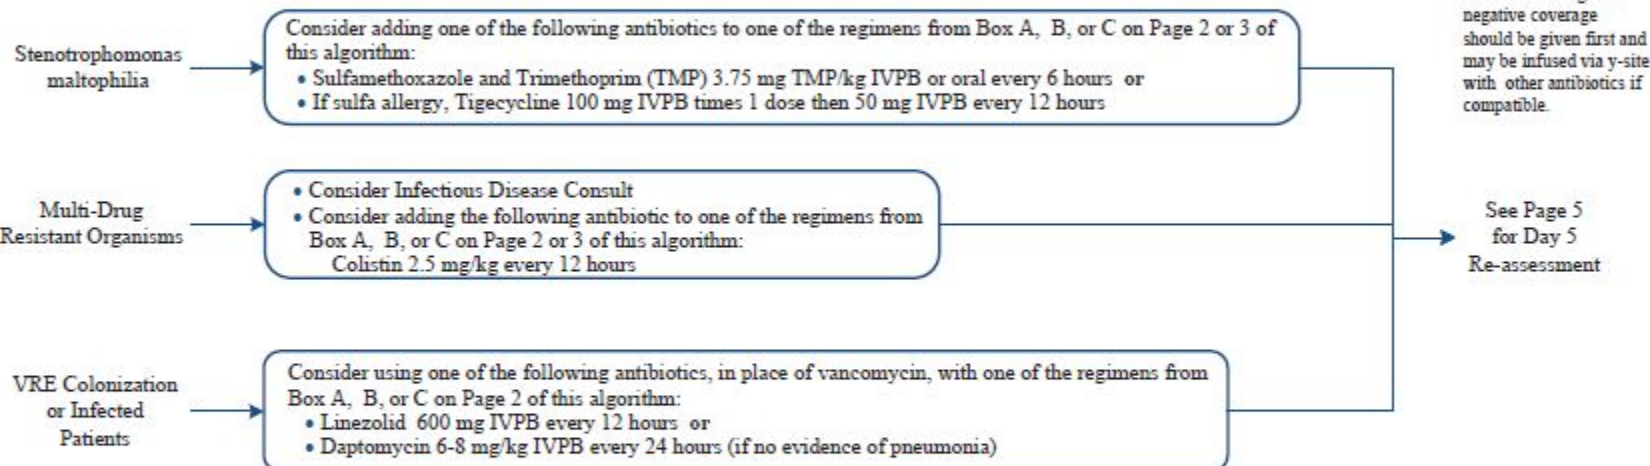 Stenotrophomonas
maltophilia
Consider adding one of the following antibiotics to one of the regimens from Box A, B, or C on Page 2 or 3 of
this algorithm:
• Sulfamethoxazole and Trimethoprim (TMP) 3.75 mg TMP/kg IVPB or oral every 6 hours or
• If sulfa allergy, Tigecycline 100 mg IVPB times 1 dose then 50 mg IVPB every 12 hours
negative coverage
should be given first and
may be infused via y-site
with other antibiotics if
compatible.
Multi-Drug
Resistant Organisms
• Consider Infectious Disease Consult
• Consider adding the following antibiotic to one of the regimens from
Box A, B, or C on Page 2 or 3 of this algorithm:
Colistin 2.5 mg/kg every 12 hours
See Page 5
for Day 5
Re-assessment
VRE Colonization
or Infected
Patients
Consider using one of the following antibiotics, in place of vancomycin, with one of the regimens from
Box A, B, or C on Page 2 of this algorithm:
• Linezolid 600 mg IVPB every 12 hours or
• Daptomycin 6-8 mg/kg IVPB every 24 hours (if no evidence of pneumonia)